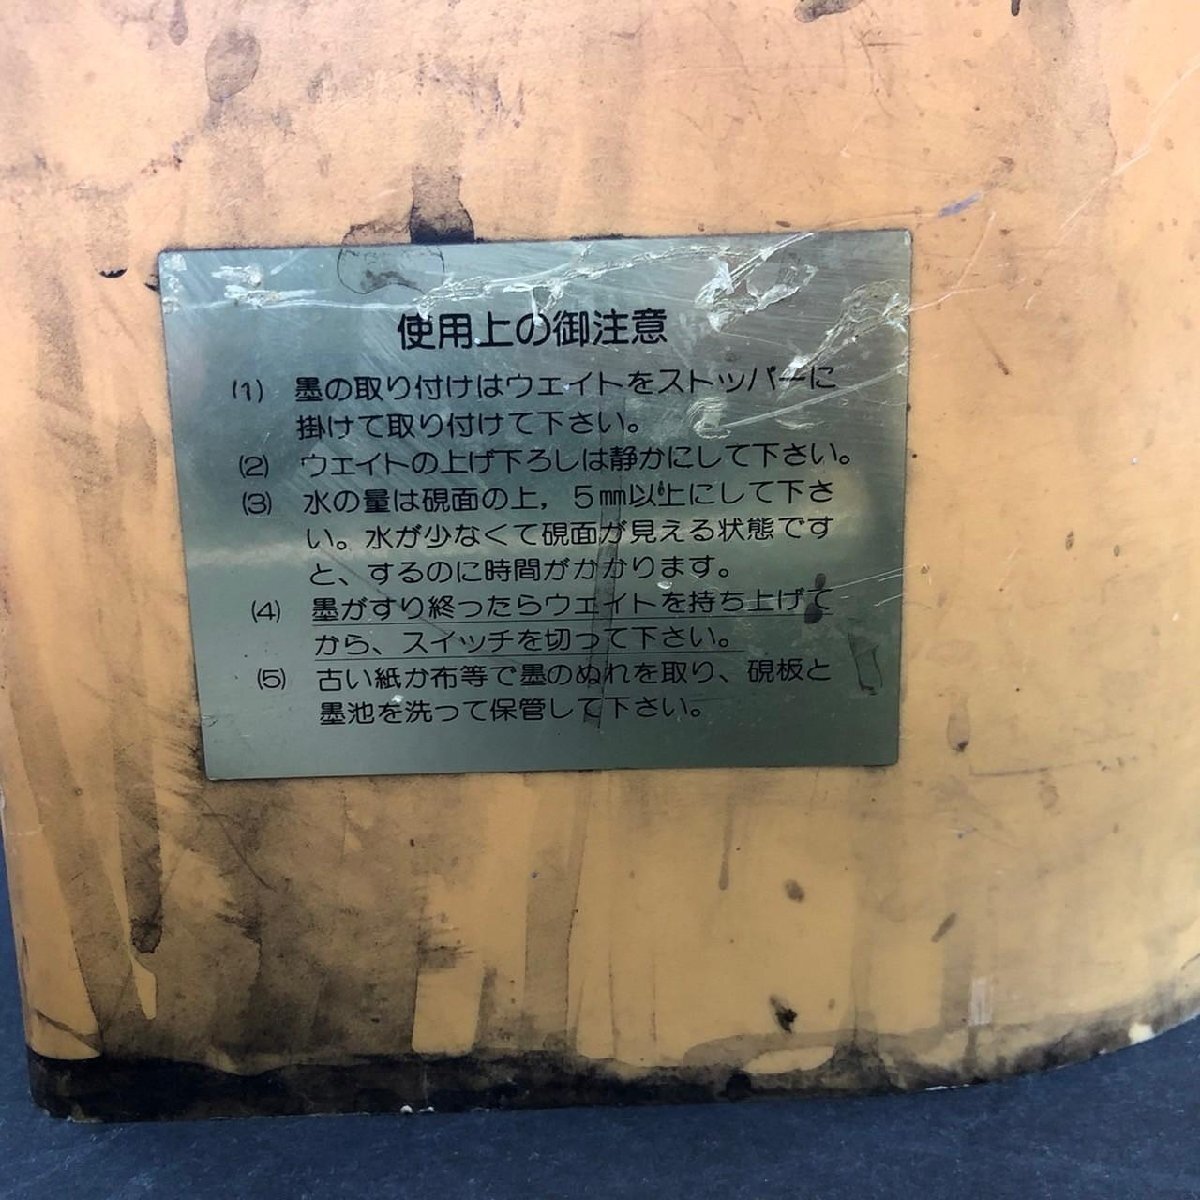 使用上の御注意
(1) 墨の取り付けはウエイトをストッパーに
掛けて取り付けて下さい。
(2) ウエイトの上げ下ろしは静かにして下さい。
(3) 水の量は硯面の上，５㎜以上にして下さ
い。水が少なくて硯面が見える状態です
と、するのに時間がかかります。
(4) 墨がすり終ったらウエイトを持ち上げて
から、スイッチを切って下さい。
(5) 古い紙か布等で墨のぬれを取り、硯板と
墨池を洗って保管して下さい。